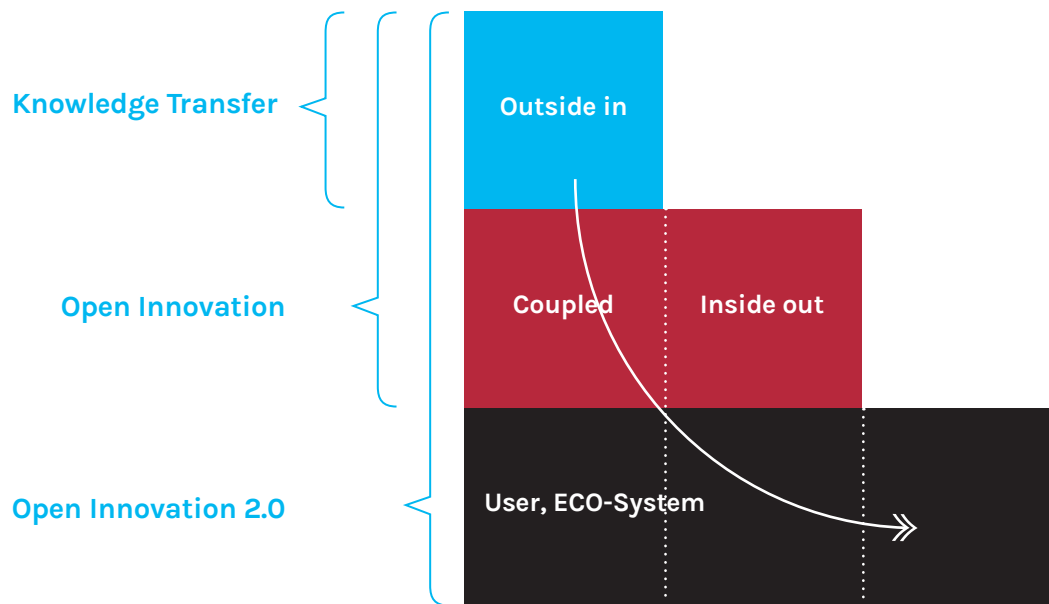 Knowledge Transfer
Outside in
Open Innovation
Coupled
Inside out
Open Innovation 2.0
User, ECO-System